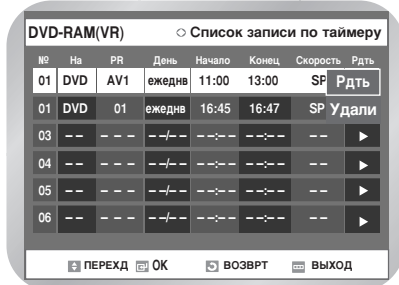 DVD-RAM(VR) Список записи по таймеру
№ На PR День Начало Конец Скорость Рдть
01 DVD AV1 ежеднв 11:00 13:00 SP Рдть
01 DVD 01 ежеднв 16:45 16:47 SP Удали
03 –– ––– ––/–– ––:–– ––:–– –– ►
04 –– ––– ––/–– ––:–– ––:–– –– ►
05 –– ––– ––/–– ––:–– ––:–– –– ►
06 –– ––– ––/–– ––:–– ––:–– –– ►
ПЕРЕХД OK ВОЗВРТ ВЫХОД